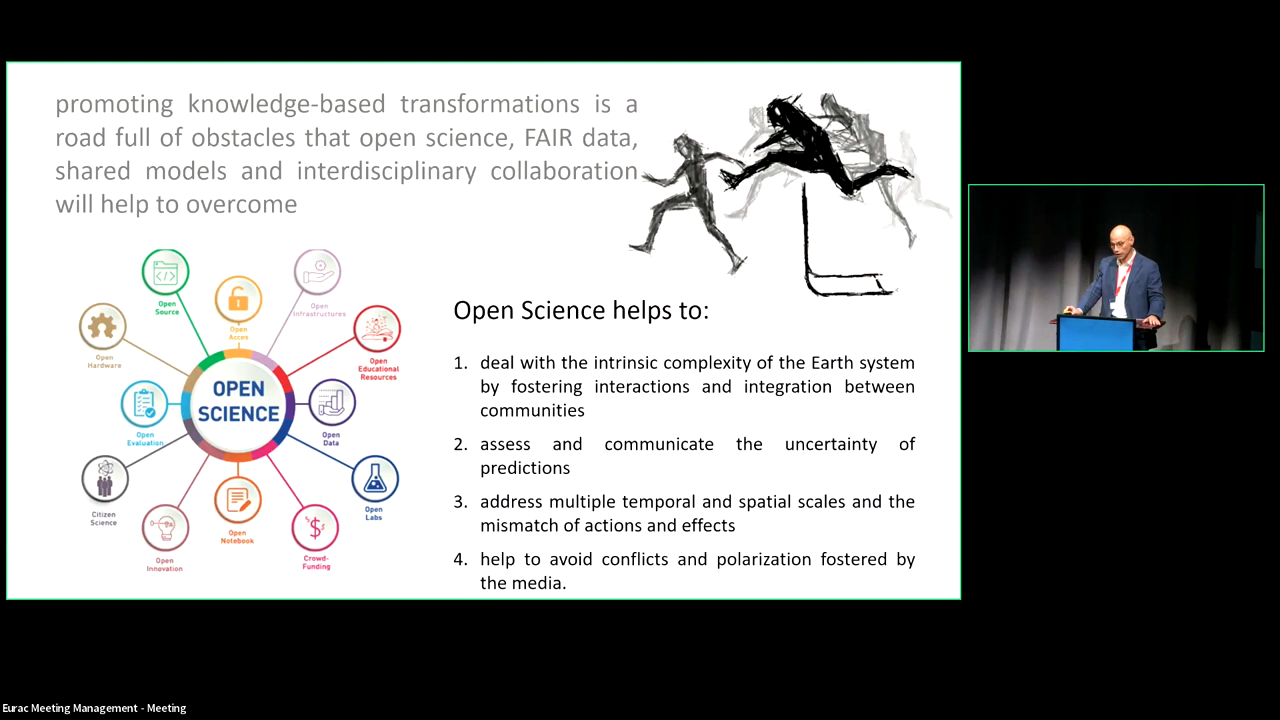 promoting knowledge-based transformations is a
road full of obstacles that open science, FAIR data,
shared models and interdisciplinary collaboration
will help to overcome
Open
Source
Open
Acces
Open
Infrastructures
Open
Hardware
Open
Educational
Resources
OPEN
SCIENCE
Open
Evaluation
Open
Data
Citizen
Science
Open
Labs
Open
Innovation
Open
Notebook
Crowd-
Funding
Open Science helps to:
1. deal with the intrinsic complexity of the Earth system
by fostering interactions and integration between
communities
2. assess and communicate the uncertainty of
predictions
3. address multiple temporal and spatial scales and the
mismatch of actions and effects
4. help to avoid conflicts and polarization fostered by
the media.
Eurac Meeting Management - Meeting